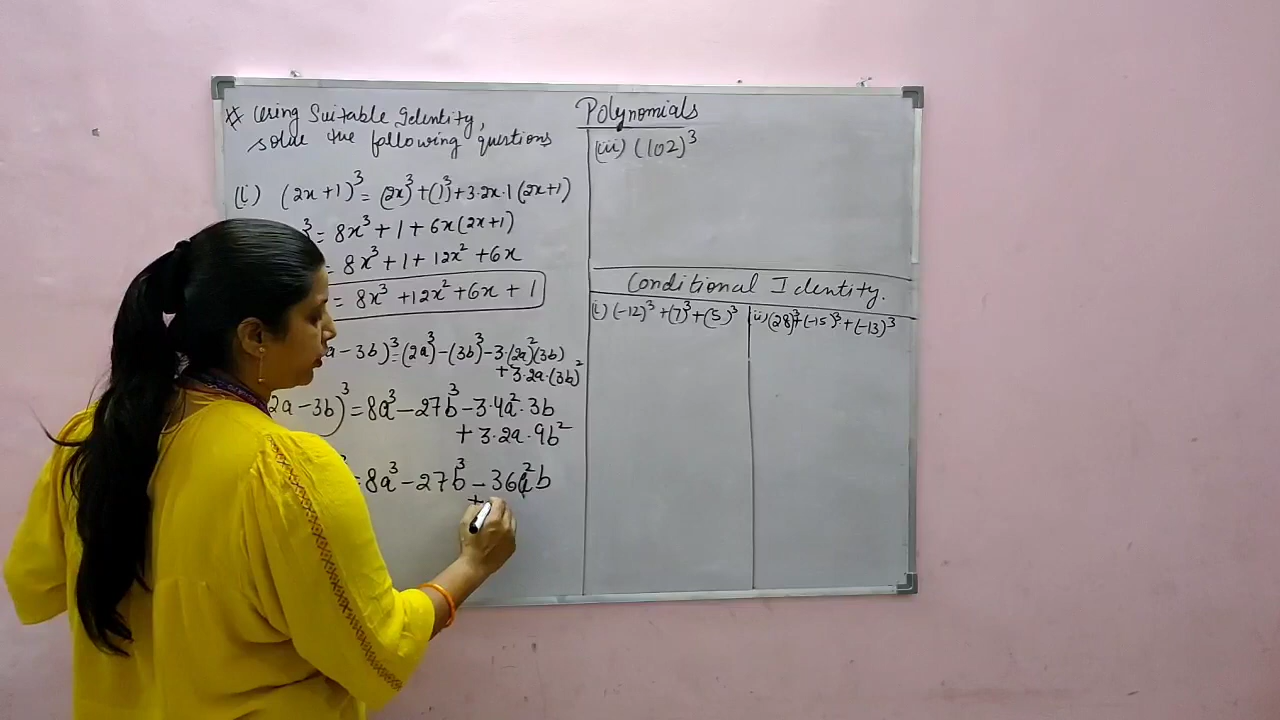 * Using Suitable Identity,
solve the following questions
(i) (2x+1)³ = (2x)³ + (1)³ + 3·2x·1 (2x+1)
³ = 8x³ + 1 + 6x(2x+1)
= 8x³ + 1 + 12x² + 6x
= 8x³ + 12x² + 6x + 1
a - 3b)³ = (2a)³ - (3b)³ - 3·(2a)²(3b)
+ 3·2a·(3b)²
2a - 3b)³ = 8a³ - 27b³ - 3·4a²·3b
+ 3·2a·9b²
= 8a³ - 27b³ - 36a²b
+
Polynomials
(iii) (102)³
Conditional Identity.
(i) (-12)³ + (7)³ + (5)³
(ii) (28)³ + (-15)³ + (-13)³